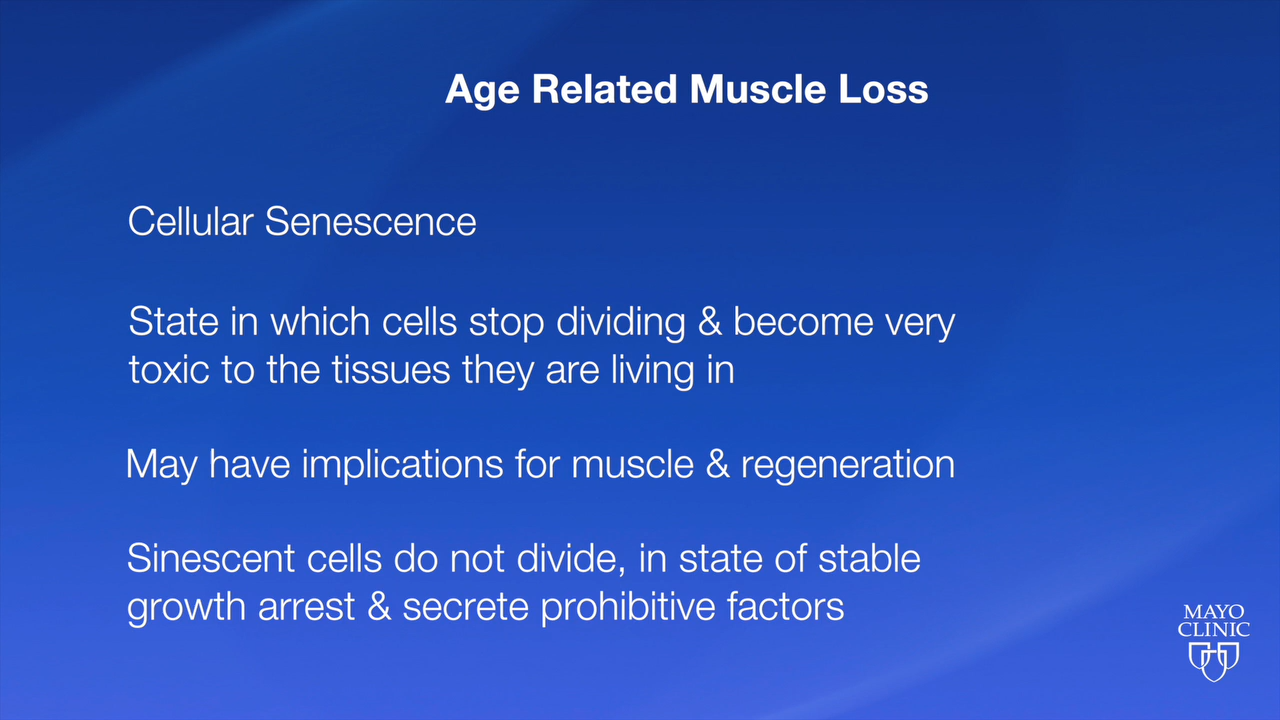 Age Related Muscle Loss
Cellular Senescence
State in which cells stop dividing & become very
toxic to the tissues they are living in
May have implications for muscle & regeneration
Sinescent cells do not divide, in state of stable
growth arrest & secrete prohibitive factors
MAYO
CLINIC